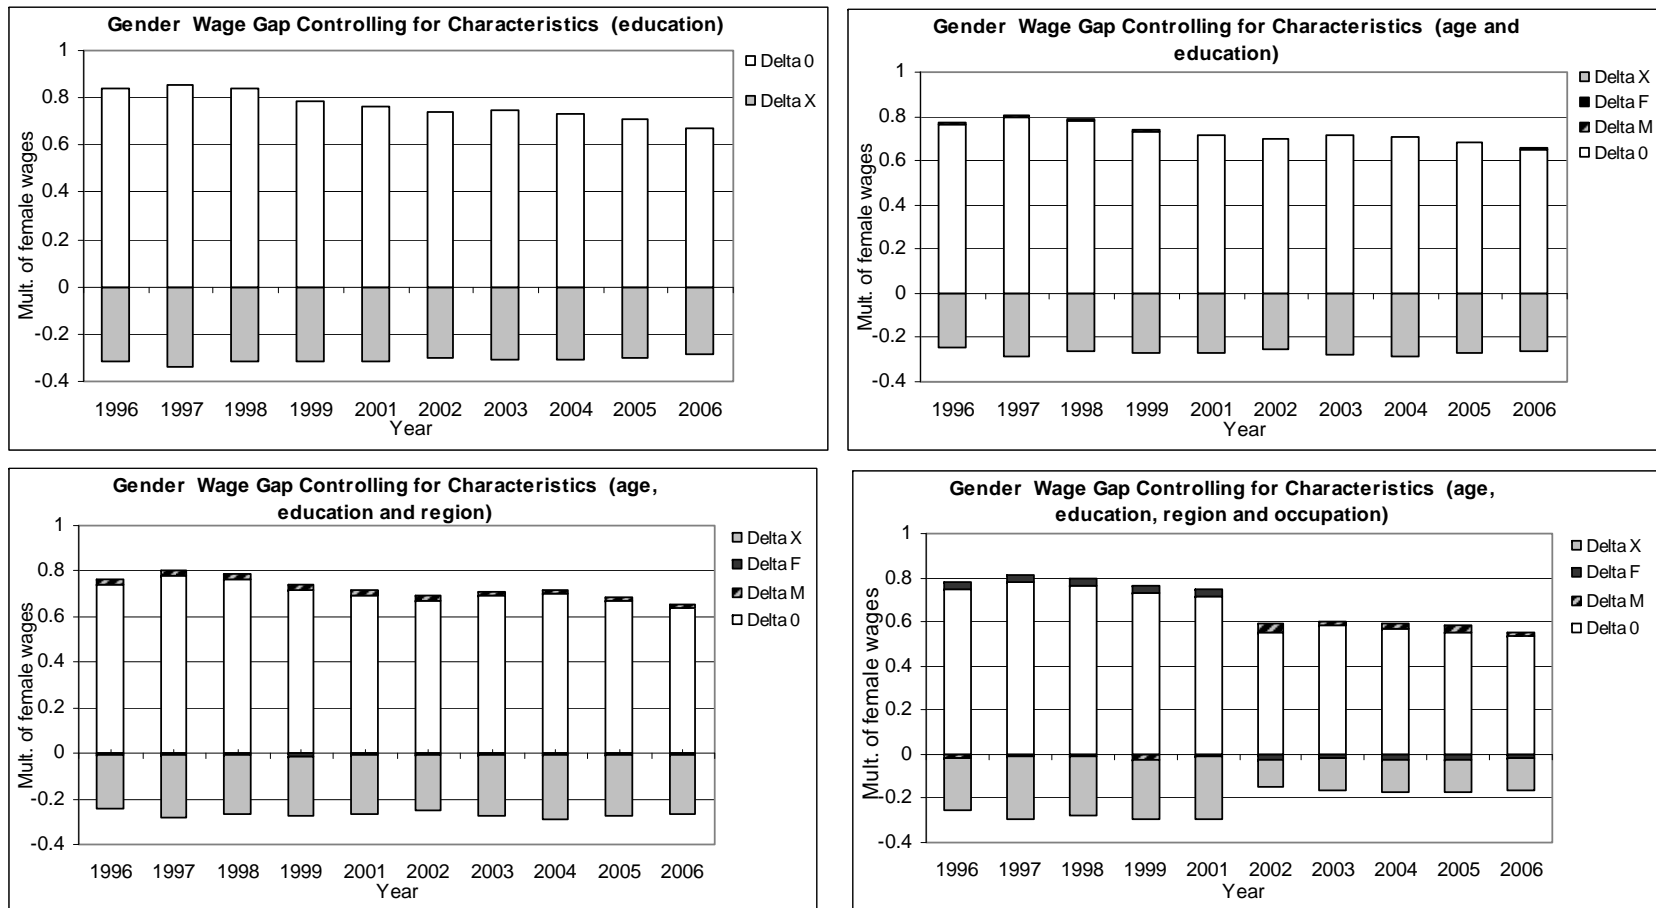 Gender Wage Gap Controlling for Characteristics (education)
Mult. of female wages
1
0.8
0.6
0.4
0.2
0
-0.2
-0.4
1996 1997 1998 1999 2001 2002 2003 2004 2005 2006
Year
Delta 0
Delta X
Gender Wage Gap Controlling for Characteristics (age and
education)
Mult. of female wages
1
0.8
0.6
0.4
0.2
0
-0.2
-0.4
1996 1997 1998 1999 2001 2002 2003 2004 2005 2006
Year
Delta X
Delta F
Delta M
Delta 0
Gender Wage Gap Controlling for Characteristics (age,
education and region)
Mult. of female wages
1
0.8
0.6
0.4
0.2
0
-0.2
-0.4
1996 1997 1998 1999 2001 2002 2003 2004 2005 2006
Year
Delta X
Delta F
Delta M
Delta 0
Gender Wage Gap Controlling for Characteristics (age,
education, region and occupation)
Mult. of female wages
1
0.8
0.6
0.4
0.2
0
-0.2
-0.4
1996 1997 1998 1999 2001 2002 2003 2004 2005 2006
Year
Delta X
Delta F
Delta M
Delta 0